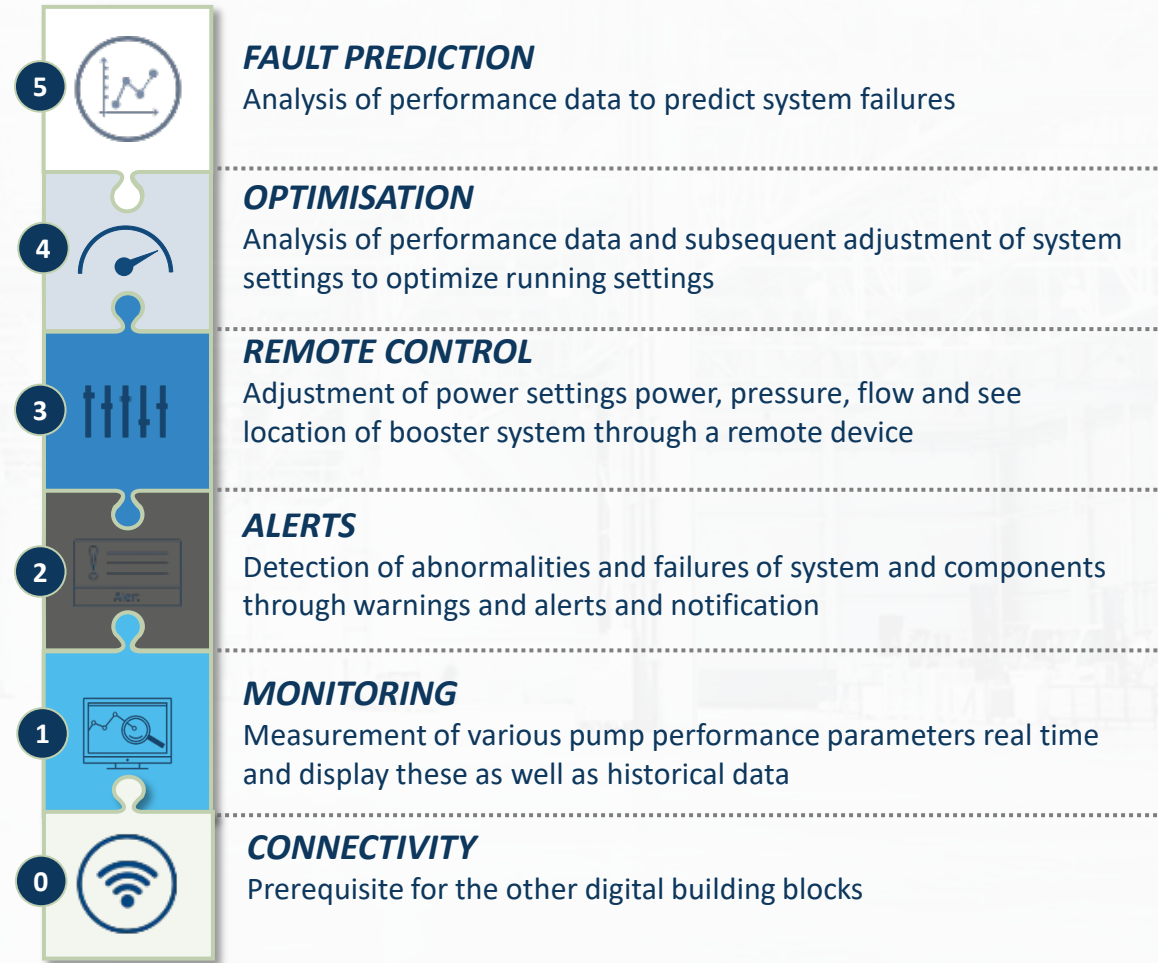 5
FAULT PREDICTION
Analysis of performance data to predict system failures
4
OPTIMISATION
Analysis of performance data and subsequent adjustment of system
settings to optimize running settings
3
REMOTE CONTROL
Adjustment of power settings power, pressure, flow and see
location of booster system through a remote device
2
Alert
ALERTS
Detection of abnormalities and failures of system and components
through warnings and alerts and notification
1
MONITORING
Measurement of various pump performance parameters real time
and display these as well as historical data
0
CONNECTIVITY
Prerequisite for the other digital building blocks